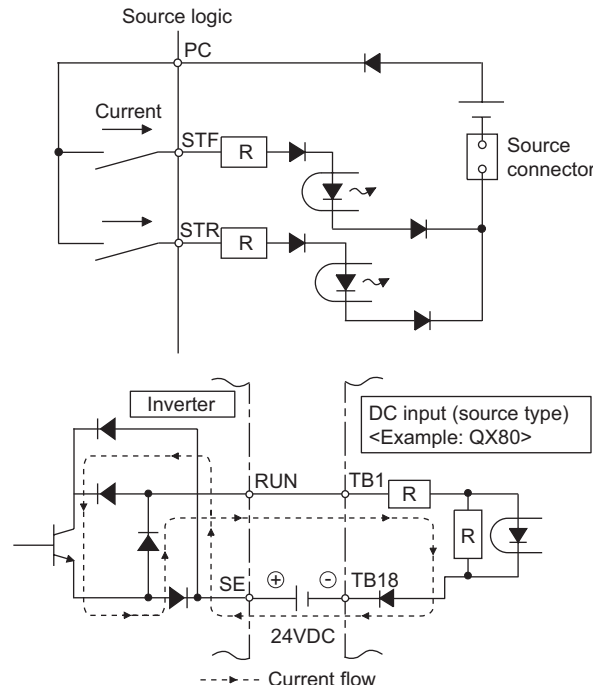 Source logic
PC
Current
STF
R
Source
connector
STR
R
Inverter
DC input (source type)
<Example: QX80>
RUN
TB1
R
R
SE
+
-
TB18
24VDC
Current flow